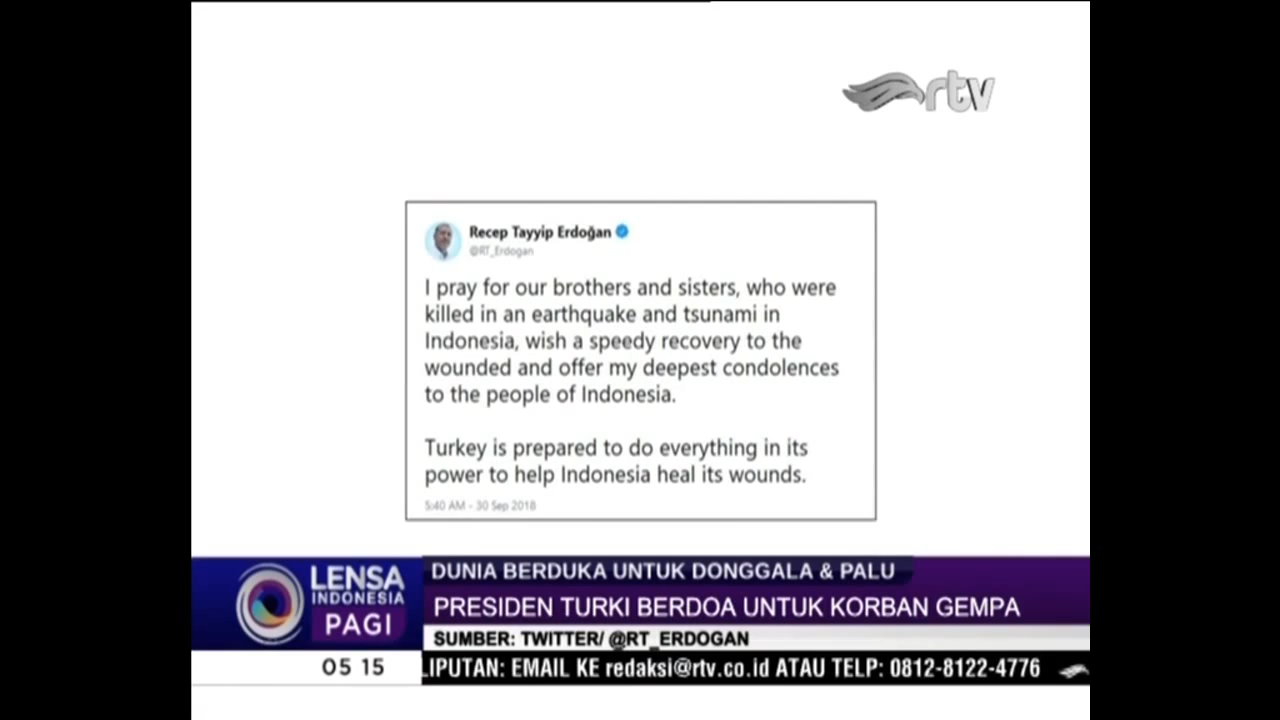 rtv
Recep Tayyip Erdoğan
@RT_Erdogan
I pray for our brothers and sisters, who were
killed in an earthquake and tsunami in
Indonesia, wish a speedy recovery to the
wounded and offer my deepest condolences
to the people of Indonesia.
Turkey is prepared to do everything in its
power to help Indonesia heal its wounds.
5:40 AM - 30 Sep 2018
LENSA
INDONESIA
PAGI
DUNIA BERDUKA UNTUK DONGGALA & PALU
PRESIDEN TURKI BERDOA UNTUK KORBAN GEMPA
SUMBER: TWITTER/ @RT_ERDOGAN
05 15
LIPUTAN: EMAIL KE redaksi@rtv.co.id ATAU TELP: 0812-8122-4776